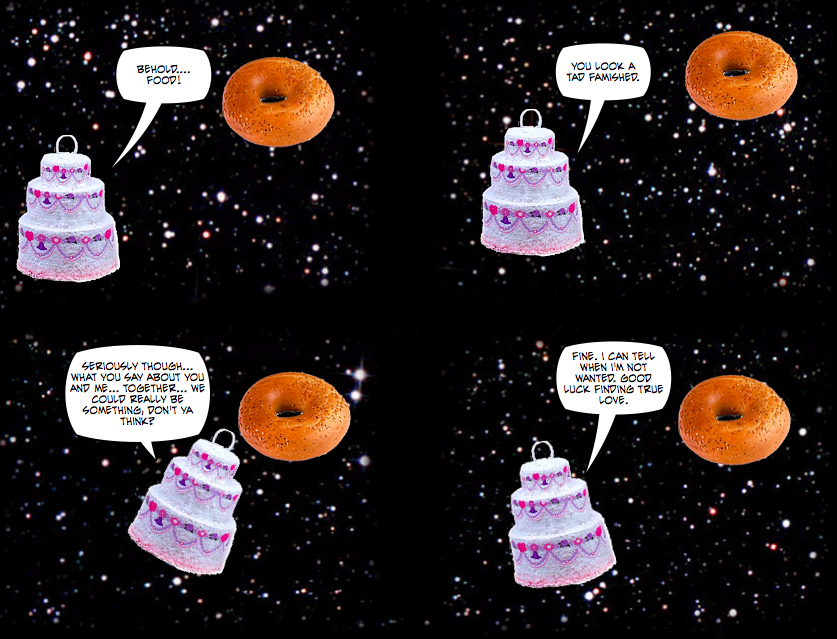 BEHOLD....
FOOD!
YOU LOOK A
TAD FAMISHED.
SERIOUSLY THOUGH...
WHAT YOU SAY ABOUT YOU
AND ME... TOGETHER... WE
COULD REALLY BE
SOMETHING, DON'T YA
THINK?
FINE. I CAN TELL
WHEN I'M NOT
WANTED. GOOD
LUCK FINDING TRUE
LOVE.